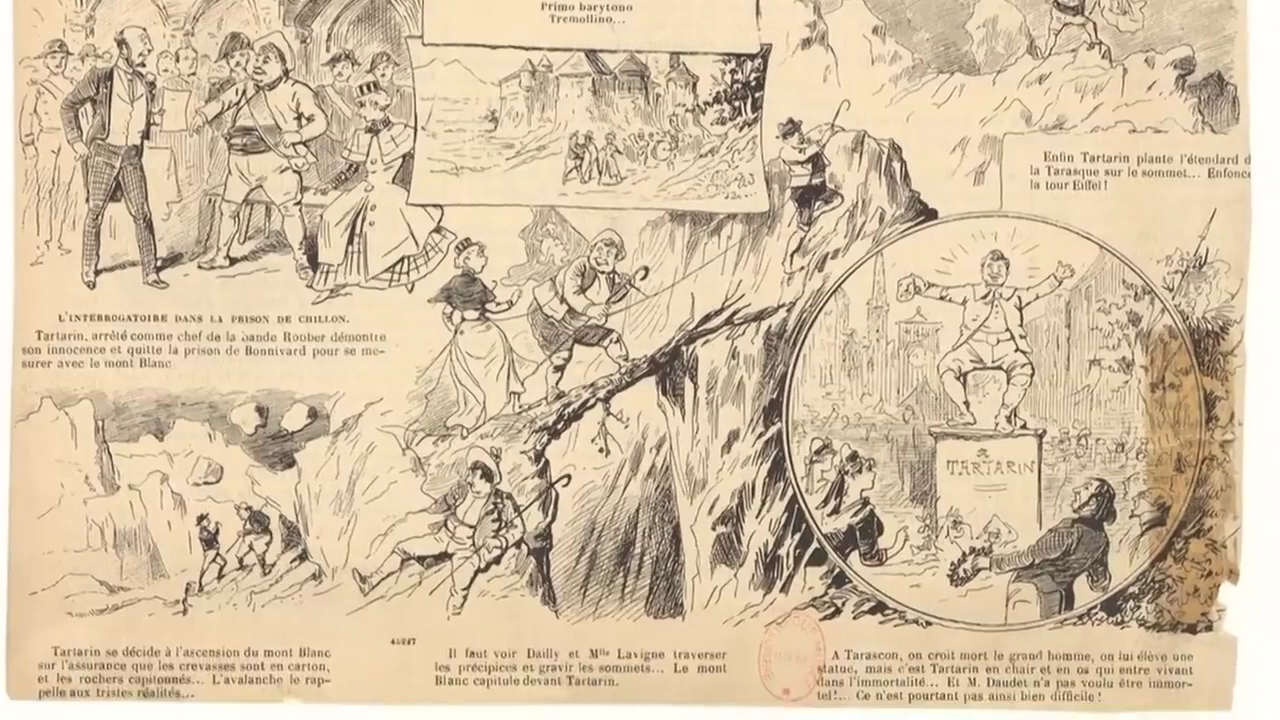 Primo barytono
Tremollino...
Enfin Tartarin plante l'étendard d
la Tarasque sur le sommet... Enfonc
la tour Eiffel !
L'INTERROGATOIRE DANS LA PRISON DE CHILLON.
Tartarin, arrêté comme chef de la bande Robber démontre
son innocence et quitte la prison de Bonnivard pour se me-
surer avec le mont Blanc
TARTARIN
Tartarin se décide à l'ascension du mont Blanc
sur l'assurance que les crevasses sont en carton,
et les rochers capitonnés... L'avalanche le rap-
pelle aux tristes réalités...
Il faut voir Dailly et Mlle Lavigne traverser
les précipices et gravir les sommets... Le mont
Blanc capitule devant Tartarin.
A Tarascon, on croit mort le grand homme, on lui élève une
statue, mais c'est Tartarin en chair et en os qui entre vivant
dans l'immortalité... Et M. Daudet n'a pas voulu être immor-
tel !... Ce n'est pourtant pas ainsi bien difficile !